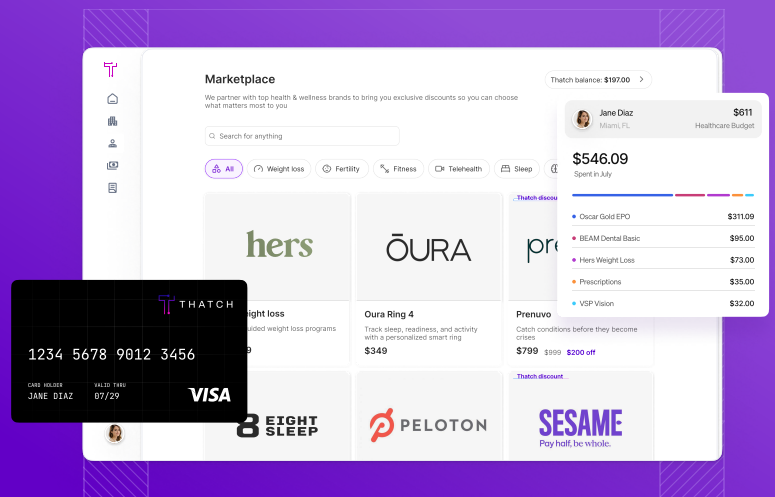 Marketplace
Thatch balance: $197.00
We partner with top health & wellness brands to bring you exclusive discounts so you can choose
what matters most to you
Search for anything
All
Weight loss
Fertility
Fitness
Telehealth
Sleep
Jane Diaz
$611
Miami, FL
Healthcare Budget
$546.09
Spent in July
Oscar Gold EPO
$311.09
BEAM Dental Basic
$95.00
Hers Weight Loss
$73.00
Prescriptions
$35.00
VSP Vision
$32.00
hers
ŌURA
Thatch discou
pre
eight loss
uided weight loss programs
9
Oura Ring 4
Track sleep, readiness, and activity
with a personalized smart ring
$349
Prenuvo
Catch conditions before they become
crises
$799 $999 $200 off
THATCH
1234 5678 9012 3456
CARD HOLDER
VALID THRU
JANE DIAZ
07/29
VISA
8 EIGHT
SLEEP
PELOTON
Thatch discount
SESAME
Pay half, be whole.